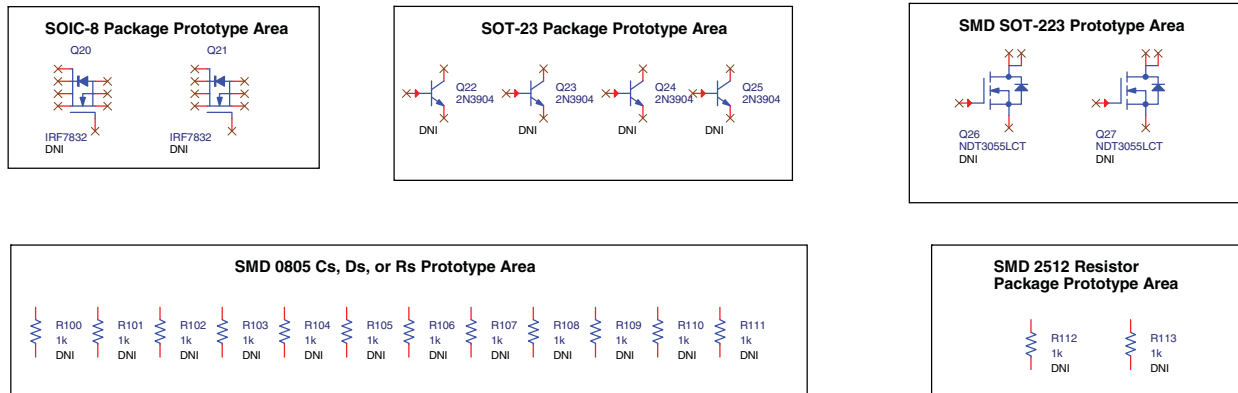 SOIC-8 Package Prototype Area
Q20
Q21
IRF7832
DNI
IRF7832
DNI
SOT-23 Package Prototype Area
Q22
2N3904
DNI
Q23
2N3904
DNI
Q24
2N3904
DNI
Q25
2N3904
DNI
SMD SOT-223 Prototype Area
Q26
NDT3055LCT
DNI
Q27
NDT3055LCT
DNI
SMD 0805 Cs, Ds, or Rs Prototype Area
R100
1k
DNI
R101
1k
DNI
R102
1k
DNI
R103
1k
DNI
R104
1k
DNI
R105
1k
DNI
R106
1k
DNI
R107
1k
DNI
R108
1k
DNI
R109
1k
DNI
R110
1k
DNI
R111
1k
DNI
SMD 2512 Resistor
Package Prototype Area
R112
1k
DNI
R113
1k
DNI